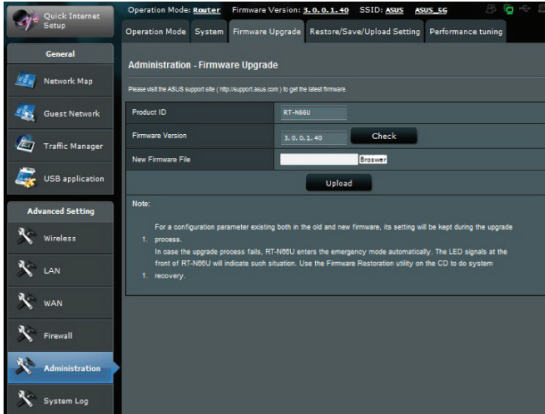 Quick Internet
Setup
Operation Mode: Router Firmware Version: 3.0.0.1.40 SSID: ASUS ASUS_5G
Operation Mode System Firmware Upgrade Restore/Save/Upload Setting Performance tuning
General
Network Map
Guest Network
Traffic Manager
USB application
Advanced Setting
Wireless
LAN
WAN
Firewall
Administration
System Log
Administration - Firmware Upgrade
Please visit the ASUS support site ( http://support.asus.com ) to get the latest firmware.
Product ID RT-N66U
Firmware Version 3.0.0.1.40 Check
New Firmware File Broswer
Upload
Note:
For a configuration parameter existing both in the old and new firmware, its setting will be kept during the upgrade
1. process.
In case the upgrade process fails, RT-N66U enters the emergency mode automatically. The LED signals at the
front of RT-N66U will indicate such situation. Use the Firmware Restoration utility on the CD to do system
1. recovery.